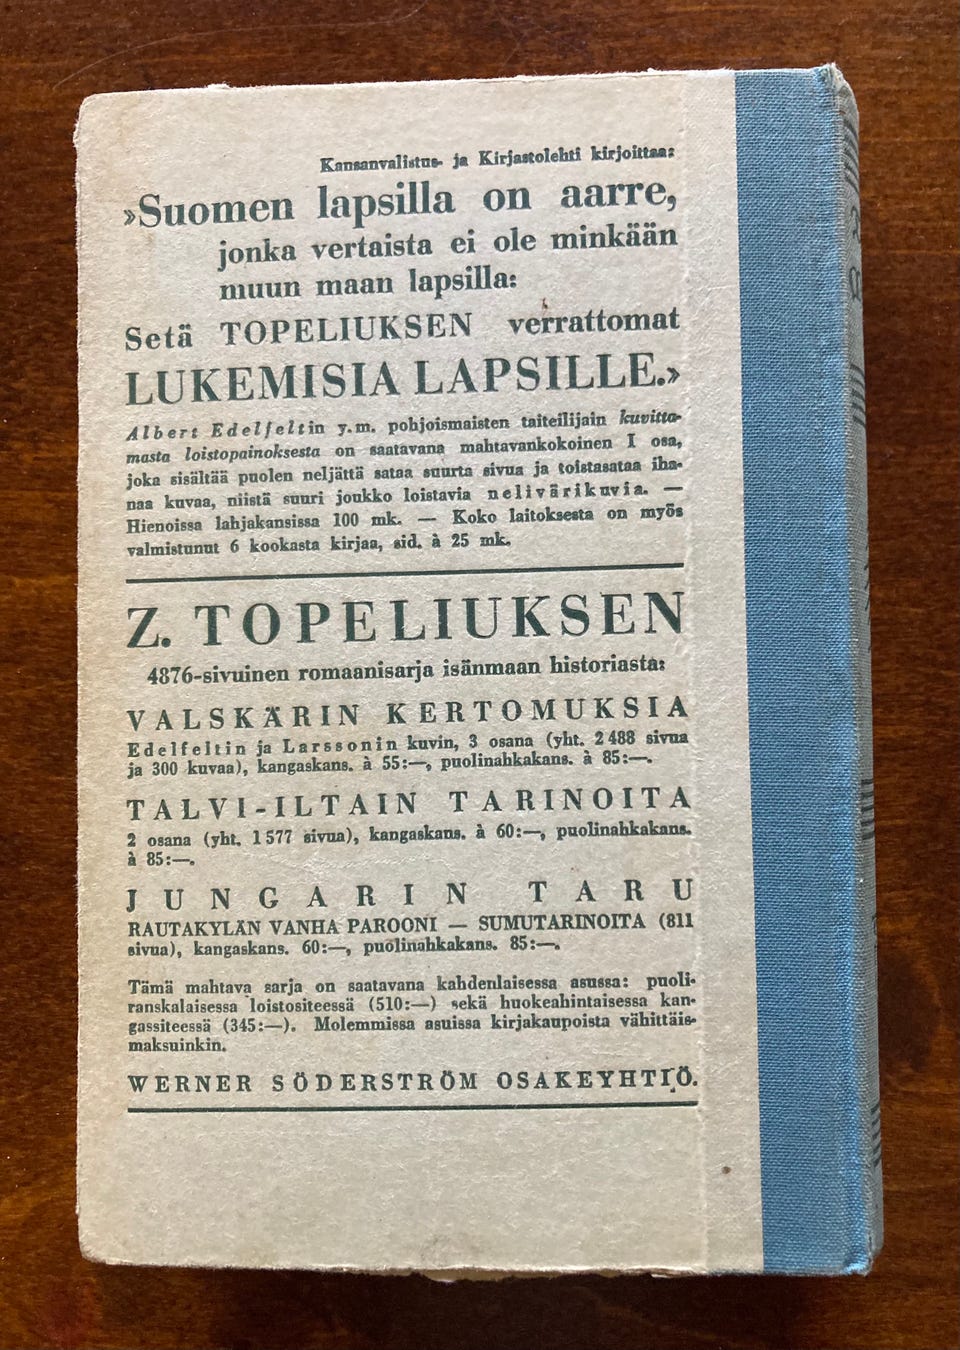 Kansanvalistus- ja Kirjastolehti kirjoittaa:
»Suomen lapsilla on aarre,
jonka vertaista ei ole minkään
muun maan lapsilla:
Setä TOPELIUKSEN verrattomat
LUKEMISIA LAPSILLE.»
Albert Edelfeltin y.m. pohjoismaisten taiteilijain kuvitta-
masta loistopainoksesta on saatavana mahtavankokoinen I osa,
joka sisältää puolen neljättä sataa suurta sivua ja toistasataa iha-
naa kuvaa, niistä suuri joukko loistavia nelivärikuvia. —
Hienoissa lahjakansissa 100 mk. — Koko laitoksesta on myös
valmistunut 6 kookasta kirjaa, sid. à 25 mk.
Z. TOPELIUKSEN
4876-sivuinen romaanisarja isänmaan historiasta:
VALSKÄRIN KERTOMUKSIA
Edelfeltin ja Larssonin kuvin, 3 osana (yht. 2 488 sivua
ja 300 kuvaa), kangaskans. à 55:—, puolinahkakans. à 85:—.
TALVI-ILTAIN TARINOITA
2 osana (yht. 1 577 sivua), kangaskans. à 60:—, puolinahkakans.
à 85:—.
JUNGARIN TARU
RAUTAKYLÄN VANHA PAROONI — SUMUTARINOITA (811
sivua), kangaskans. 60:—, puolinahkakans. 85:—.
Tämä mahtava sarja on saatavana kahdenlaisessa asussa: puoli-
ranskalaisessa loistositeessä (510:—) sekä huokeahintaisessa kan-
gassiteessä (345:—). Molemmissa asuissa kirjakaupoista vähittäis-
maksuinkin.
WERNER SÖDERSTRÖM OSAKEYHTIÖ.